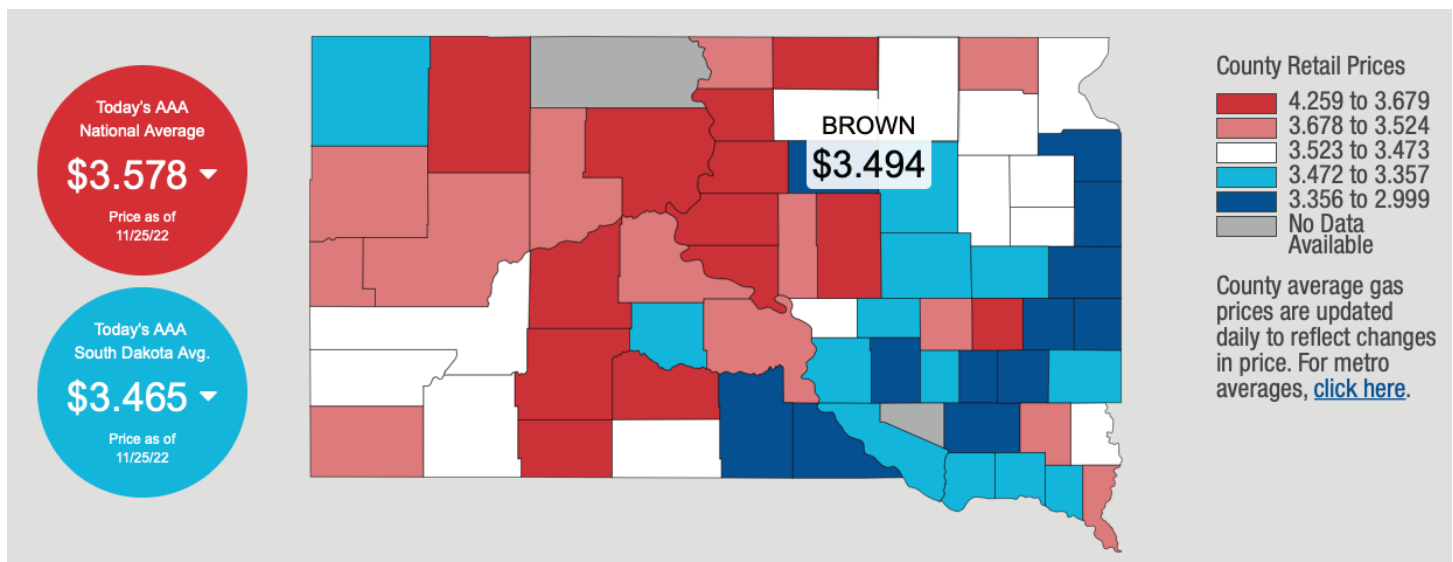 Today's AAA
National Average
$3.578
Price as of
11/25/22
Today's AAA
South Dakota Avg.
$3.465
Price as of
11/25/22
BROWN
$3.494
County Retail Prices
4.259 to 3.679
3.678 to 3.524
3.523 to 3.473
3.472 to 3.357
3.356 to 2.999
No Data
Available
County average gas
prices are updated
daily to reflect changes
in price. For metro
averages, click here.